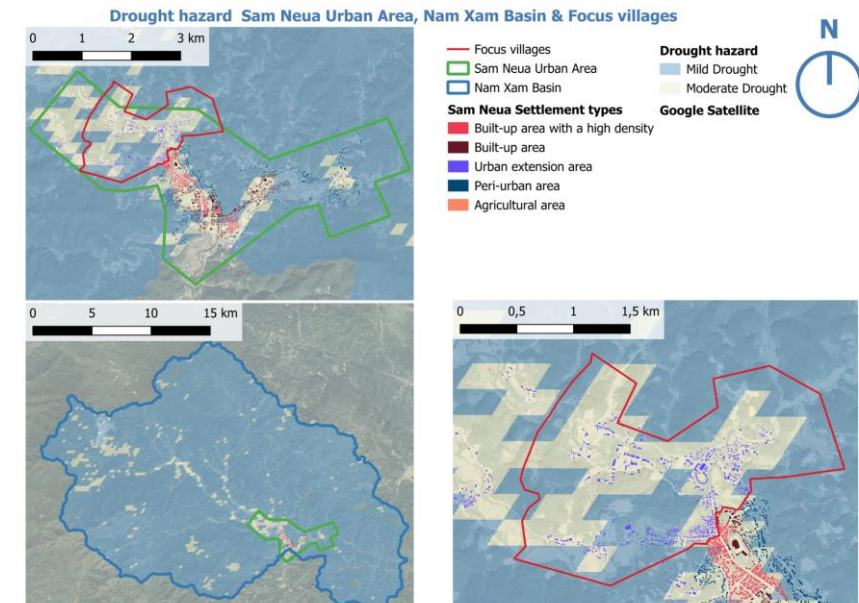 Drought hazard Sam Neua Urban Area, Nam Xam Basin & Focus villages
0 1 2 3 km
Focus villages
Sam Neua Urban Area
Nam Xam Basin
Sam Neua Settlement types
Built-up area with a high density
Built-up area
Urban extension area
Peri-urban area
Agricultural area
Drought hazard
Mild Drought
Moderate Drought
Google Satellite
N
0 5 10 15 km
0 0,5 1 1,5 km